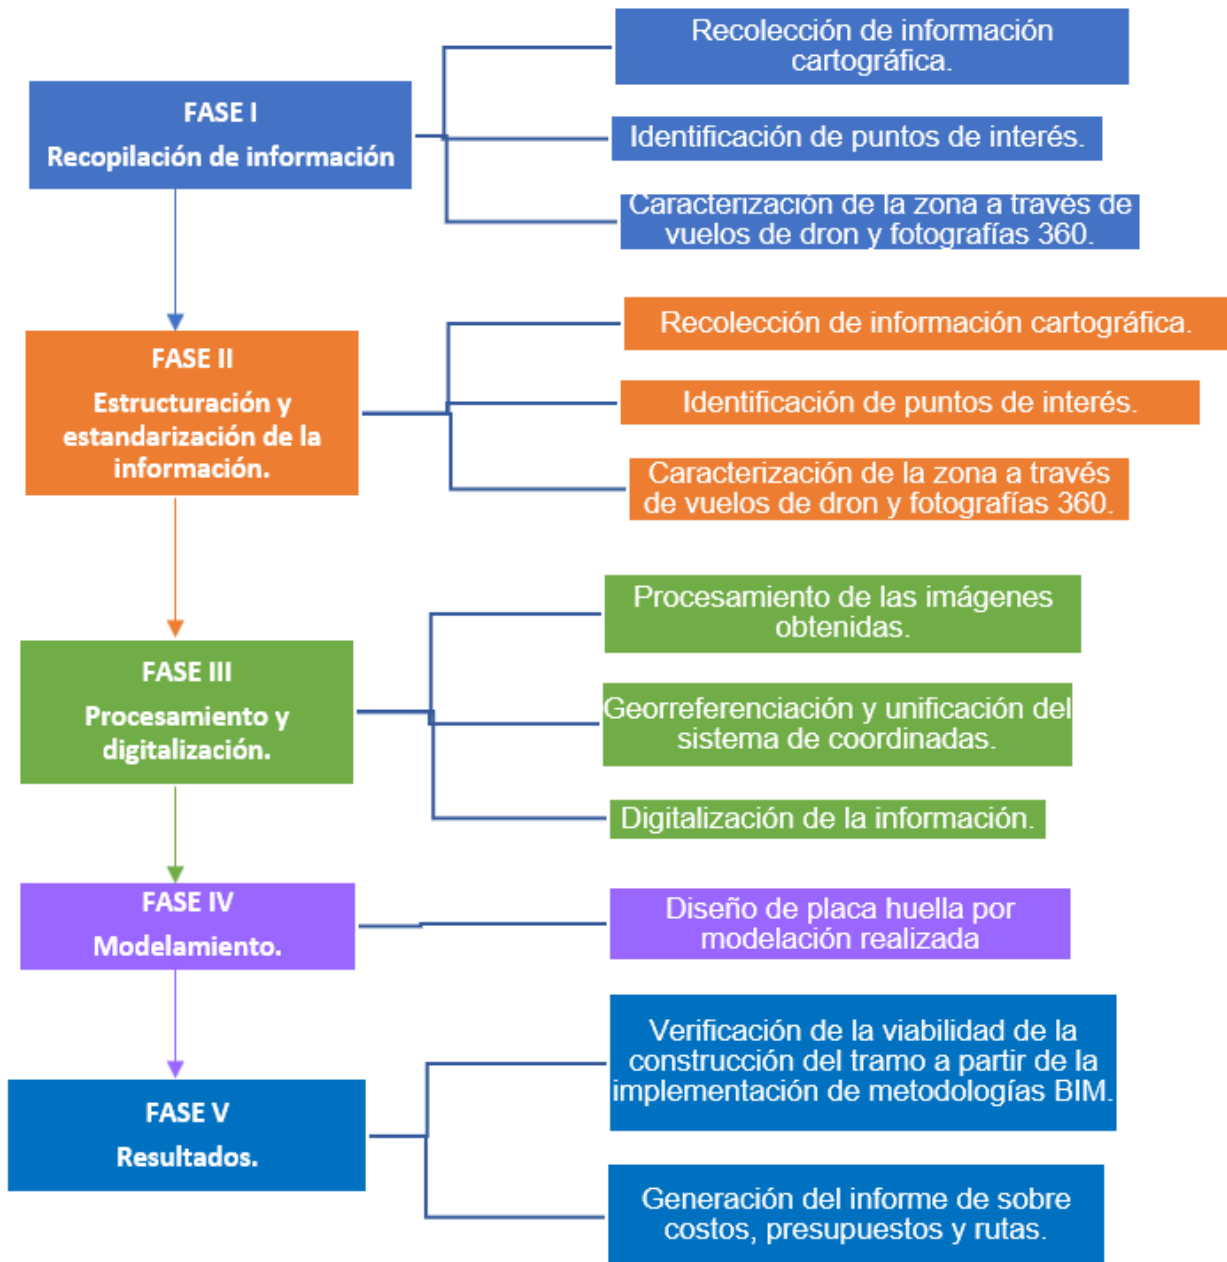 FASE I
Recopilación de información
Recolección de información
cartográfica.
Identificación de puntos de interés.
Caracterización de la zona a través de
vuelos de dron y fotografías 360.
FASE II
Estructuración y
estandarización de la
información.
Recolección de información cartográfica.
Identificación de puntos de interés.
Caracterización de la zona a través
de vuelos de dron y fotografías 360.
FASE III
Procesamiento y
digitalización.
Procesamiento de las imágenes
obtenidas.
Georreferenciación y unificación del
sistema de coordinadas.
Digitalización de la información.
FASE IV
Modelamiento.
Diseño de placa huella por
modelación realizada
FASE V
Resultados.
Verificación de la viabilidad de la
construcción del tramo a partir de la
implementación de metodologías BIM.
Generación del informe de sobre
costos, presupuestos y rutas.